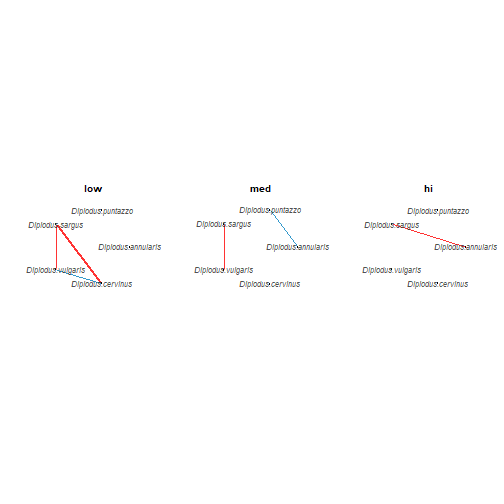 low
med
hi
Diplodus.puntazzo
Diplodus.sargus
Diplodus.annularis
Diplodus.vulgaris
Diplodus.cervinus
Diplodus.puntazzo
Diplodus.sargus
Diplodus.annularis
Diplodus.vulgaris
Diplodus.cervinus
Diplodus.puntazzo
Diplodus.sargus
Diplodus.annularis
Diplodus.vulgaris
Diplodus.cervinus